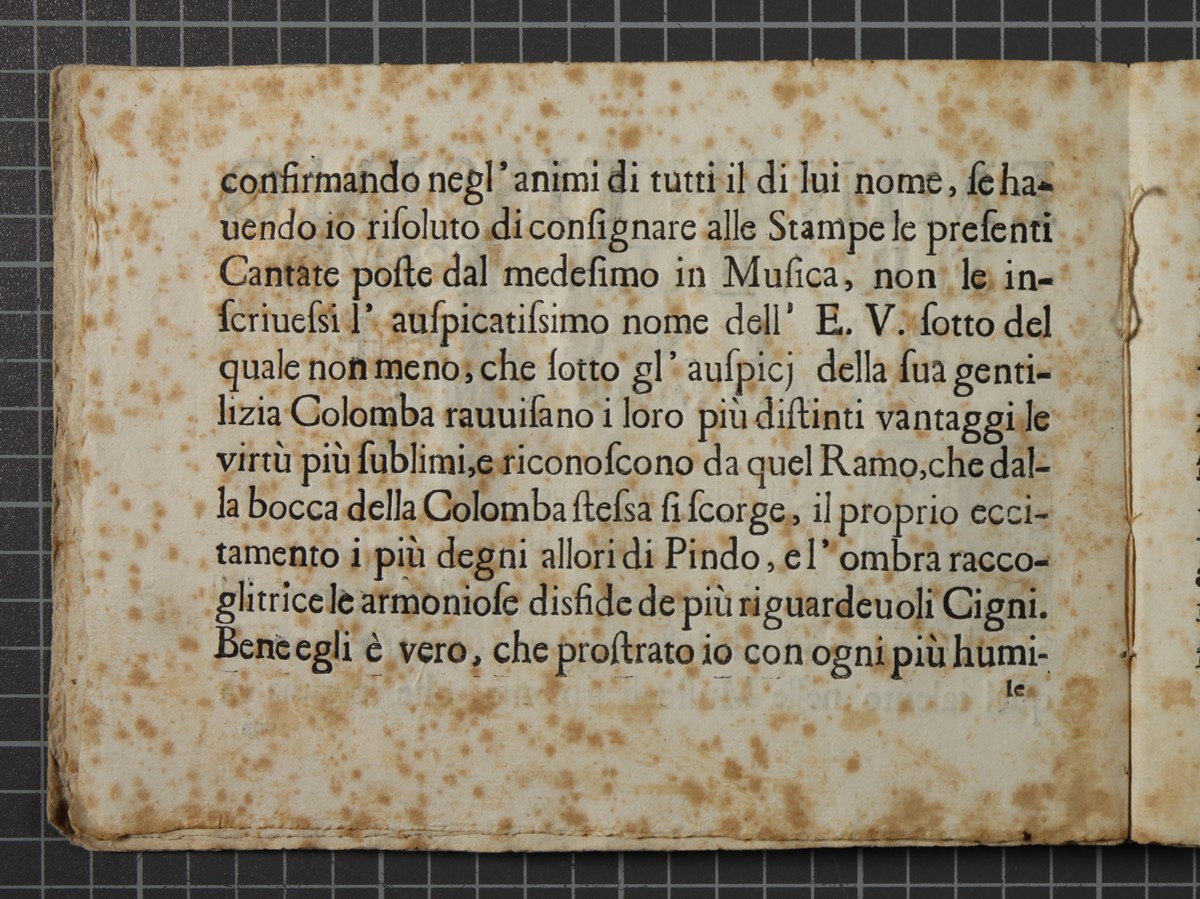 confirmando negl'animi di tutti il di lui nome, ſe ha-
uendo io riſoluto di conſignare alle Stampe le preſenti
Cantate poſte dal medeſimo in Muſica, non le in-
ſcriueſsi l' auſpicatiſsimo nome dell' E. V. ſotto del
quale non meno, che ſotto gl' auſpicj della ſua genti-
lizia Colomba rauuiſano i loro più diſtinti vantaggi le
virtù più ſublimi, e riconoſcono da quel Ramo, che dal-
la bocca della Colomba ſteſsa ſi ſcorge, il proprio ecci-
tamento i più degni allori di Pindo, e l' ombra racco-
glitrice le armonioſe disfide de più riguardeuoli Cigni.
Bene egli è vero, che proſtrato io con ogni più humi-
le